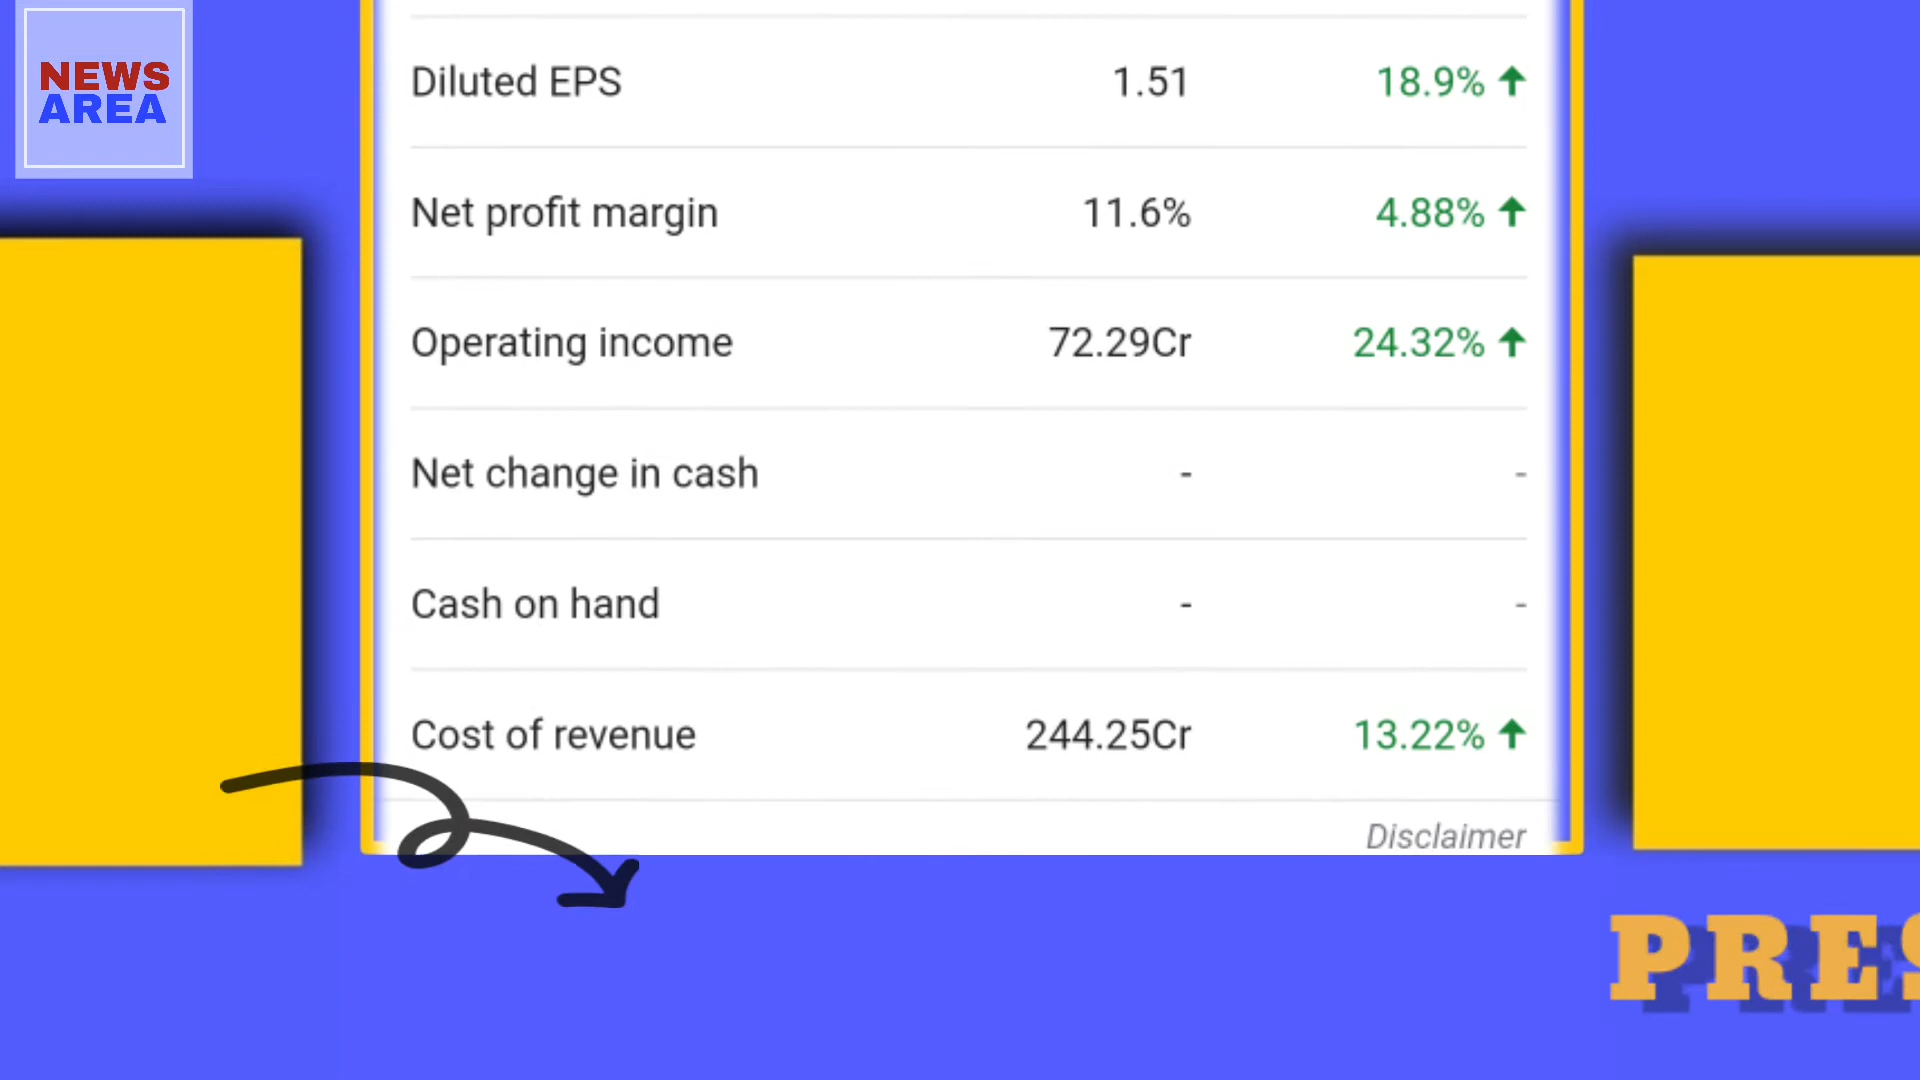 NEWS
AREA
Diluted EPS 1.51 18.9%
Net profit margin 11.6% 4.88%
Operating income 72.29Cr 24.32%
Net change in cash - -
Cash on hand - -
Cost of revenue 244.25Cr 13.22%
Disclaimer
PRES